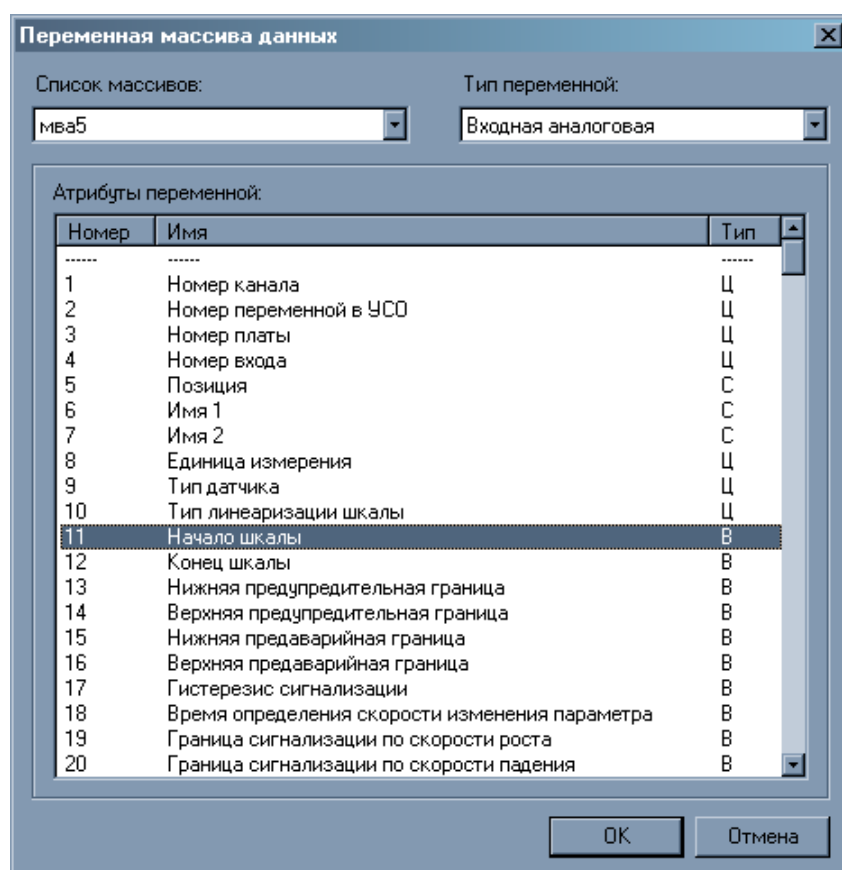 Переменная массива данных
Список массивов: Тип переменной:
мва5 Входная аналоговая
Атрибуты переменной:
Номер Имя Тип
------ ------ ------
1 Номер канала Ц
2 Номер переменной в УСО Ц
3 Номер платы Ц
4 Номер входа Ц
5 Позиция С
6 Имя 1 С
7 Имя 2 С
8 Единица измерения Ц
9 Тип датчика Ц
10 Тип линеаризации шкалы Ц
11 Начало шкалы В
12 Конец шкалы В
13 Нижняя предупредительная граница В
14 Верхняя предупредительная граница В
15 Нижняя предаварийная граница В
16 Верхняя предаварийная граница В
17 Гистерезис сигнализации В
18 Время определения скорости изменения параметра В
19 Граница сигнализации по скорости роста В
20 Граница сигнализации по скорости падения В
OK Отмена